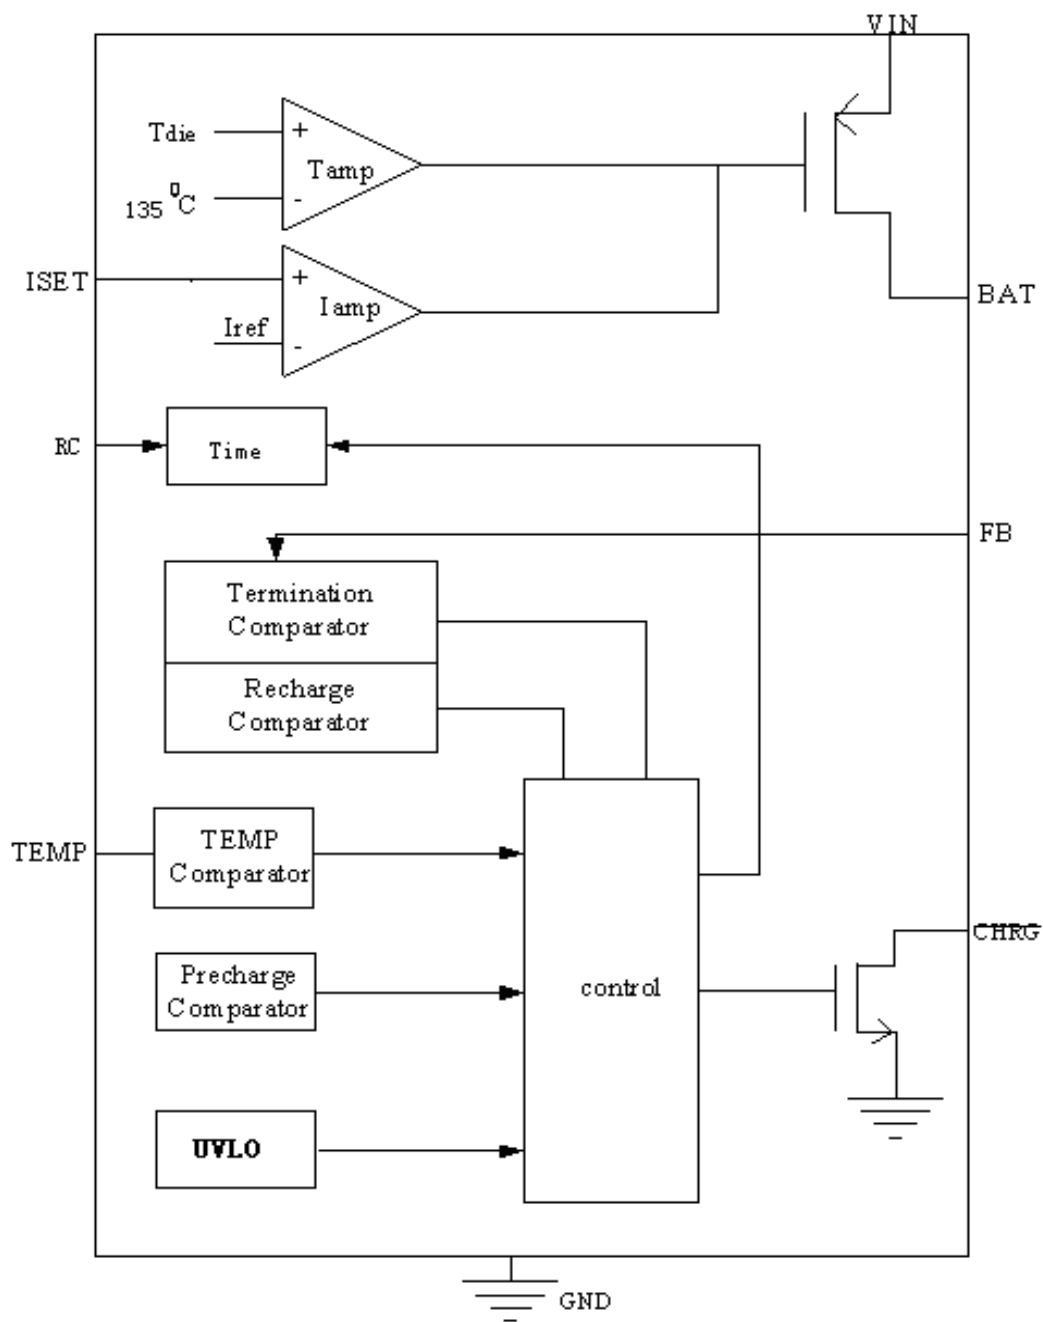 VIN
Tdie
+
Tamp
135 0C
-
ISET
+
Iamp
BAT
Iref
-
RC
Time
FB
Termination
Comparator
Recharge
Comparator
TEMP
TEMP
Comparator
CHRG
Precharge
Comparator
control
UVLO
GND